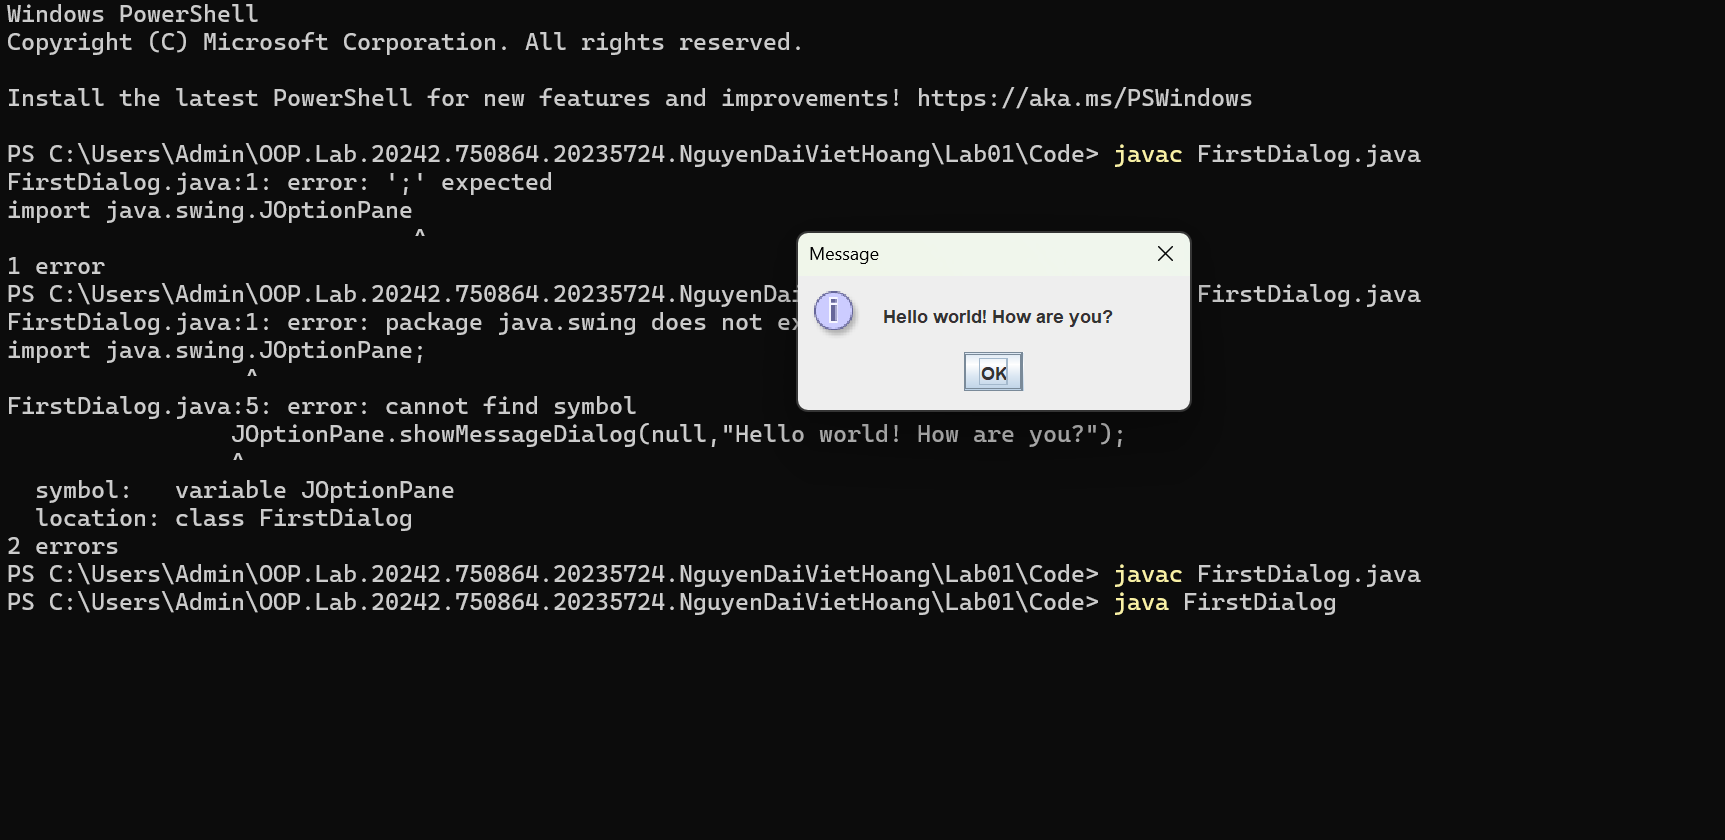 Windows PowerShell
Copyright (C) Microsoft Corporation. All rights reserved.
Install the latest PowerShell for new features and improvements! https://aka.ms/PSWindows
PS C:\Users\Admin\OOP.Lab.20242.750864.20235724.NguyenDaiVietHoang\Lab01\Code> javac FirstDialog.java
FirstDialog.java:1: error: ';' expected
import java.swing.JOptionPane
^
1 error
PS C:\Users\Admin\OOP.Lab.20242.750864.20235724.NguyenDai FirstDialog.java
FirstDialog.java:1: error: package java.swing does not ex
import java.swing.JOptionPane;
^
FirstDialog.java:5: error: cannot find symbol
JOptionPane.showMessageDialog(null,"Hello world! How are you?");
^
symbol: variable JOptionPane
location: class FirstDialog
2 errors
PS C:\Users\Admin\OOP.Lab.20242.750864.20235724.NguyenDaiVietHoang\Lab01\Code> javac FirstDialog.java
PS C:\Users\Admin\OOP.Lab.20242.750864.20235724.NguyenDaiVietHoang\Lab01\Code> java FirstDialog
Message
Hello world! How are you?
OK